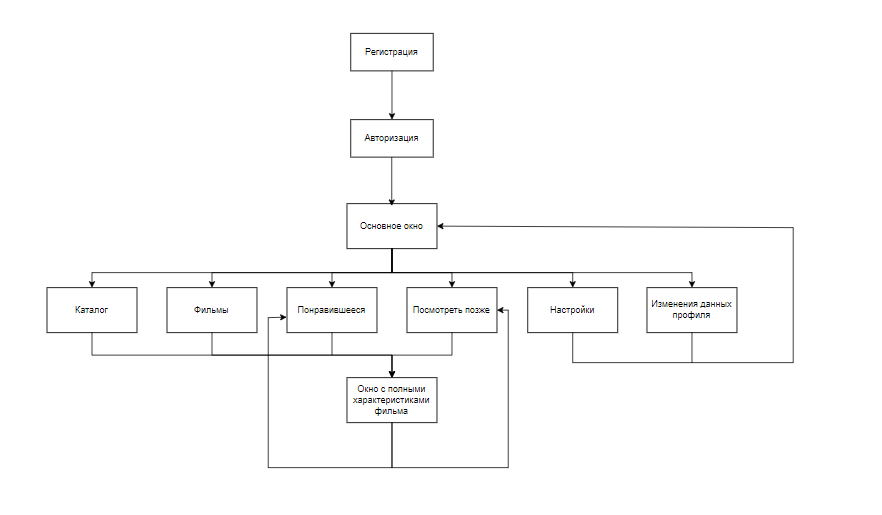 Регистрация
Авторизация
Основное окно
Каталог
Фильмы
Понравившееся
Посмотреть позже
Настройки
Изменения данных
профиля
Окно с полными
характеристиками
фильма